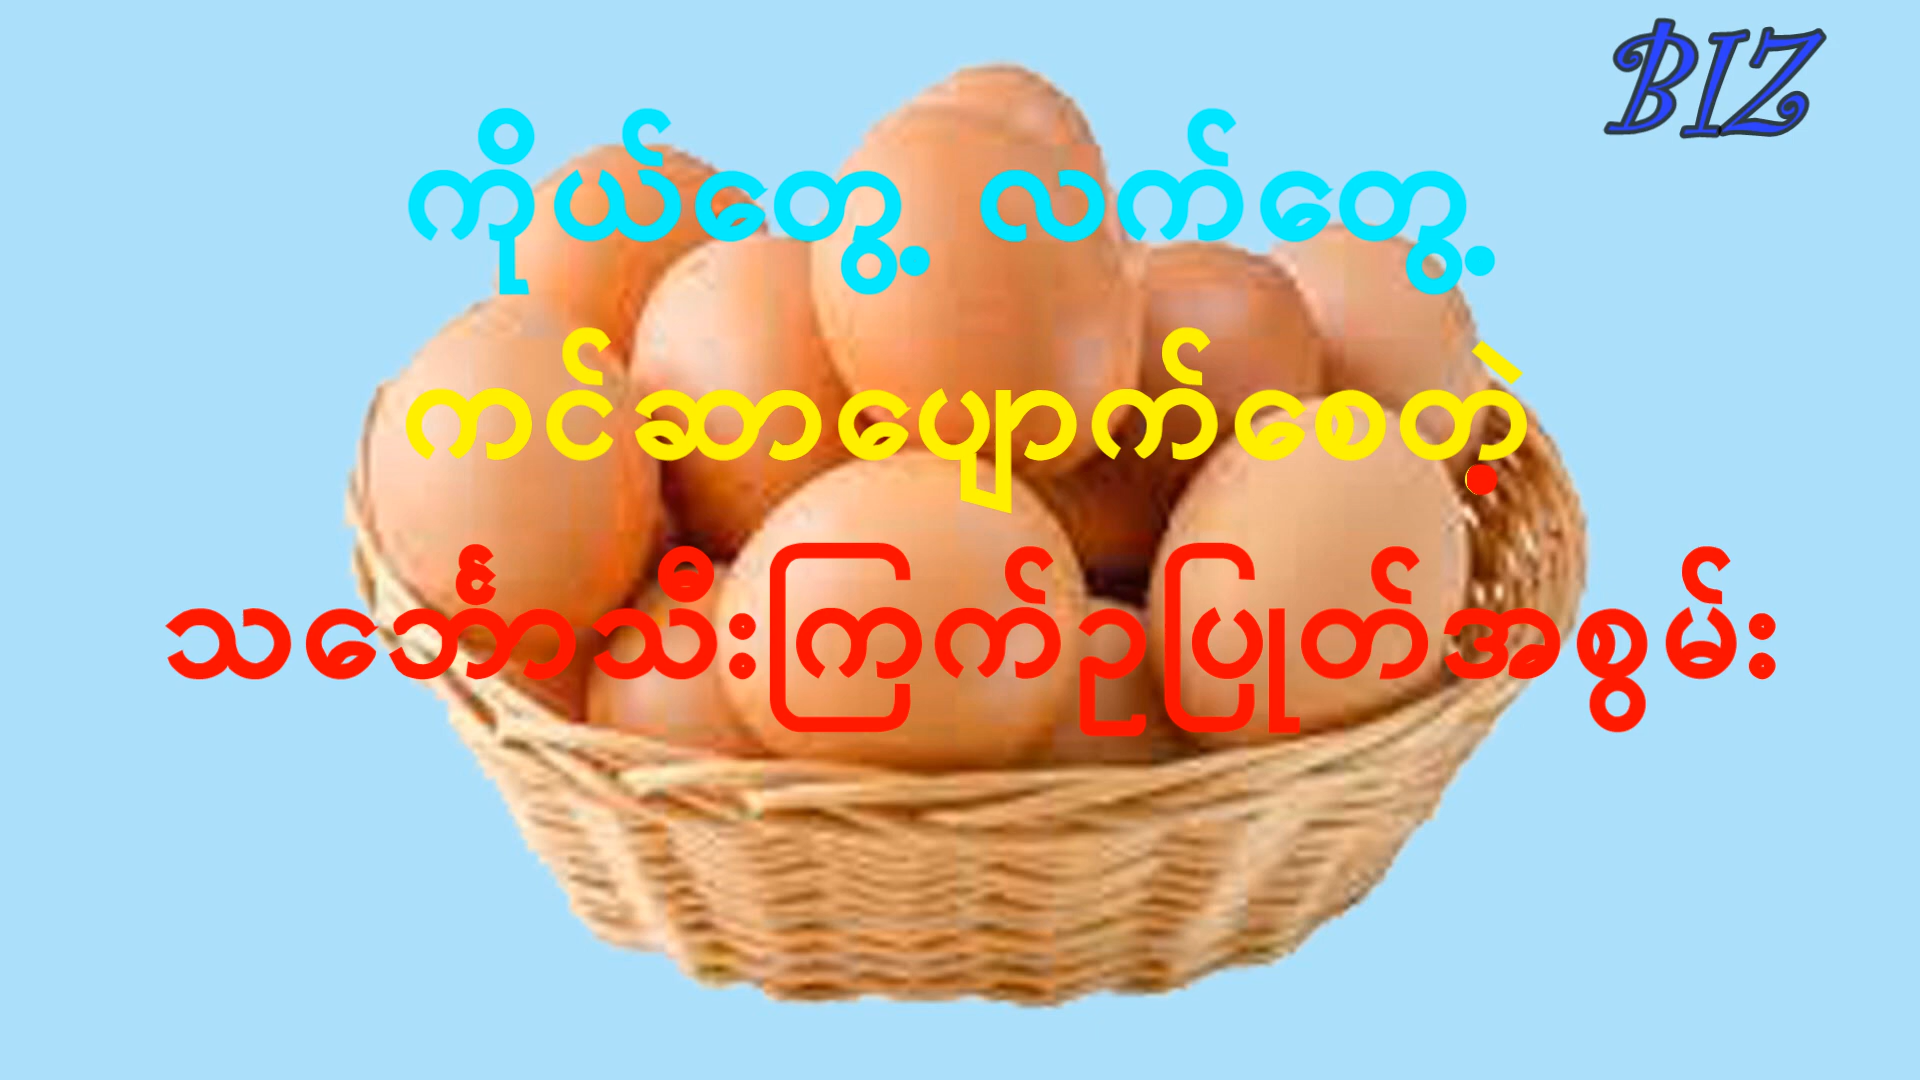 BIZ
ကိုယ်တွေ့ လက်တွေ့
ကင်ဆာပျောက်စေတဲ့
သင်္ဘောသီးကြက်ဥပြုတ်အစွမ်း